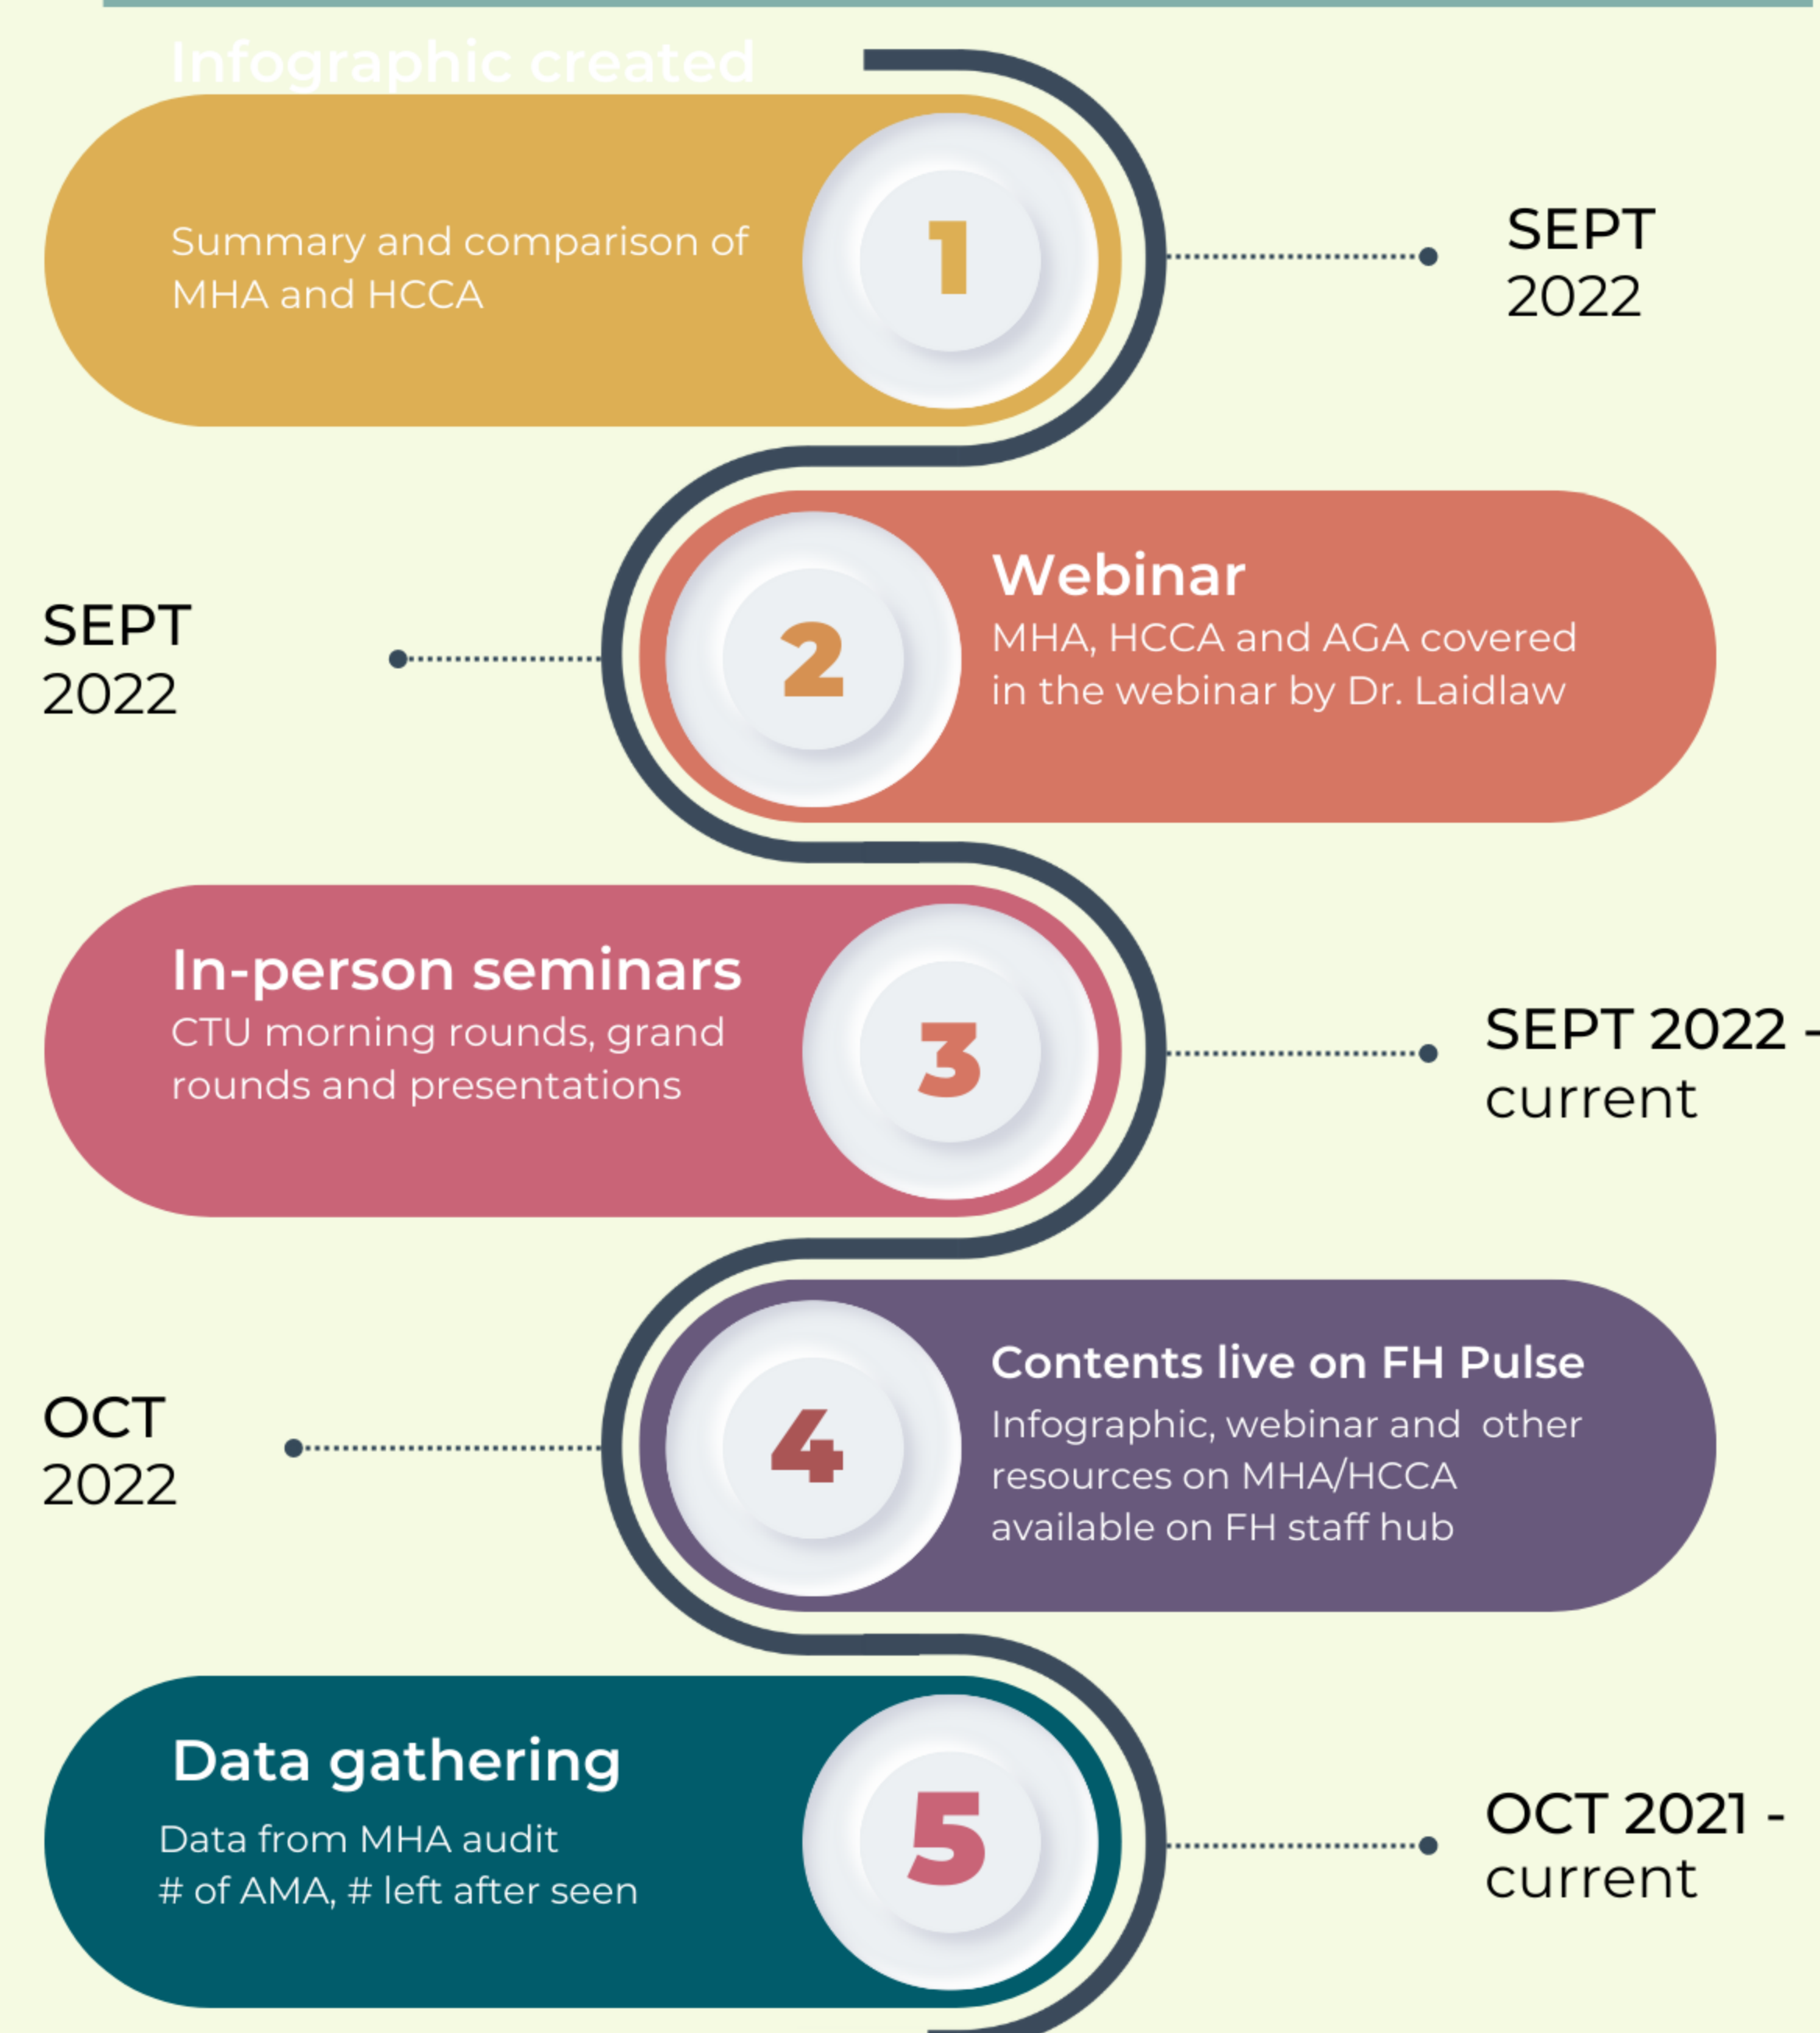 Infographic created
Summary and comparison of
MHA and HCCA
1
SEPT
2022
SEPT
2022
2
Webinar
MHA, HCCA and AGA covered
in the webinar by Dr. Laidlaw
In-person seminars
CTU morning rounds, grand
rounds and presentations
3
SEPT 2022 -
current
OCT
2022
4
Contents live on FH Pulse
Infographic, webinar and  other
resources on MHA/HCCA
available on FH staff hub
Data gathering
Data from MHA audit
# of AMA, # left after seen
5
OCT 2021 -
current